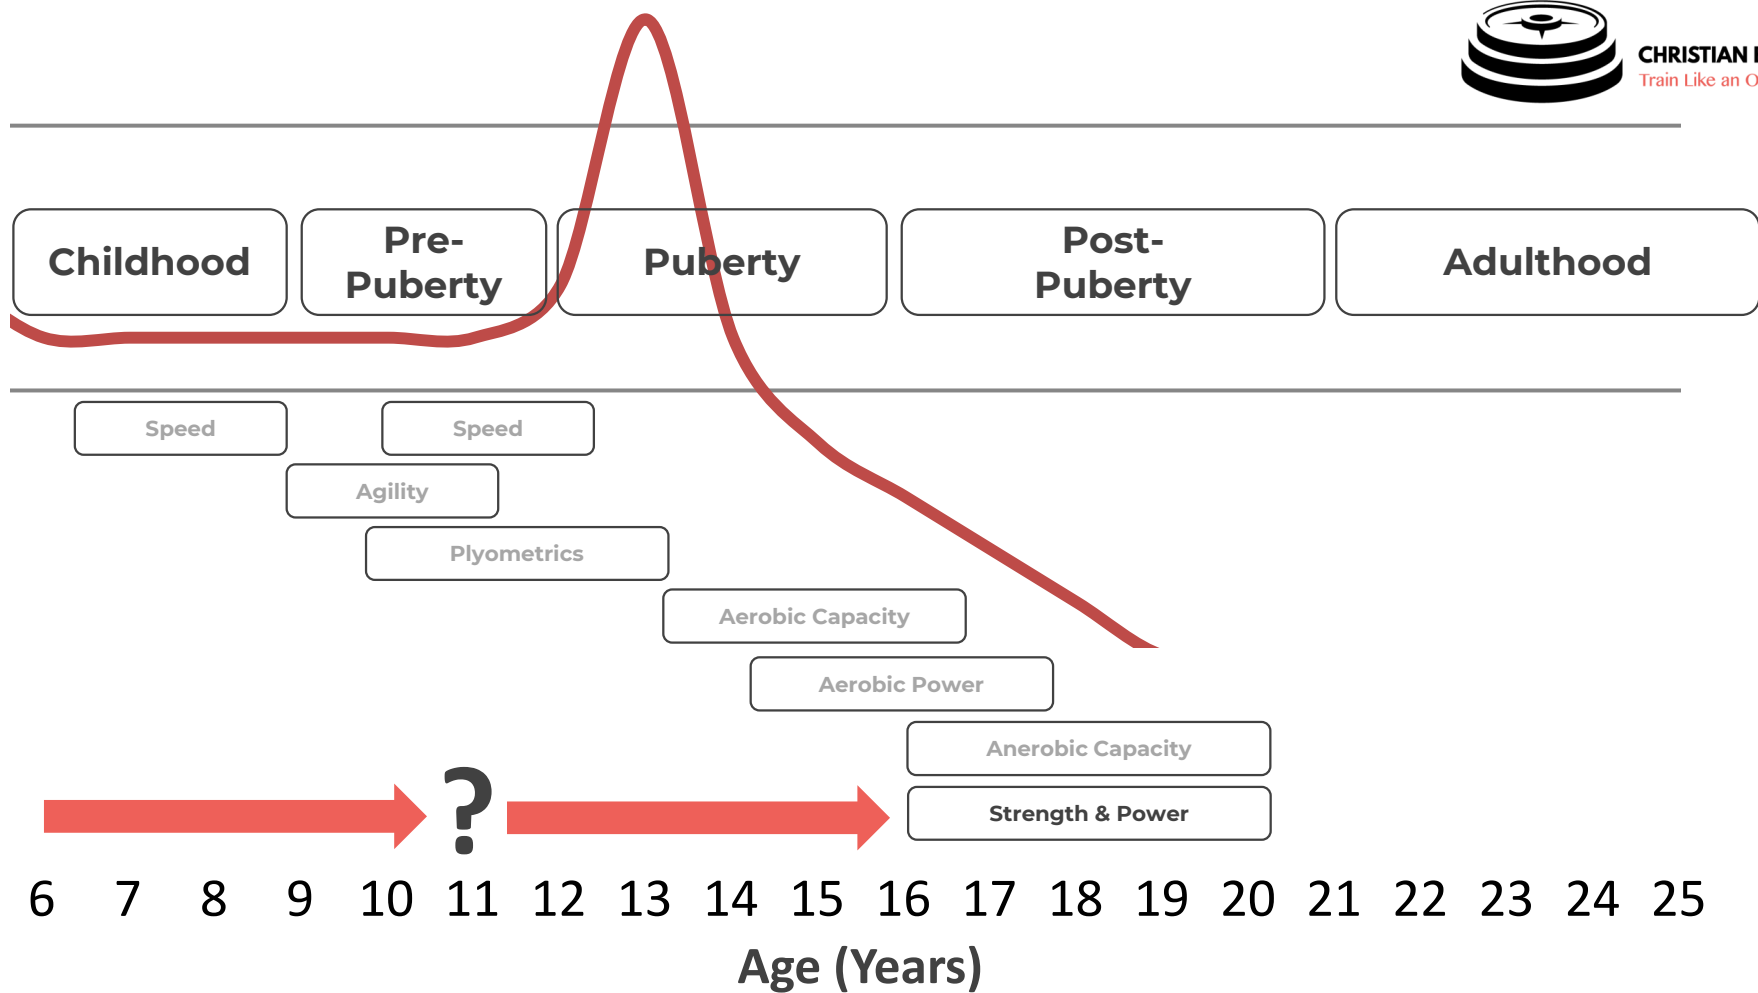 CHRISTIAN
Train Like an
Childhood
Pre-
Puberty
Puberty
Post-
Puberty
Adulthood
Speed
Speed
Agility
Plyometrics
Aerobic Capacity
Aerobic Power
Anerobic Capacity
Strength & Power
?
6 7 8 9 10 11 12 13 14 15 16 17 18 19 20 21 22 23 24 25
Age (Years)